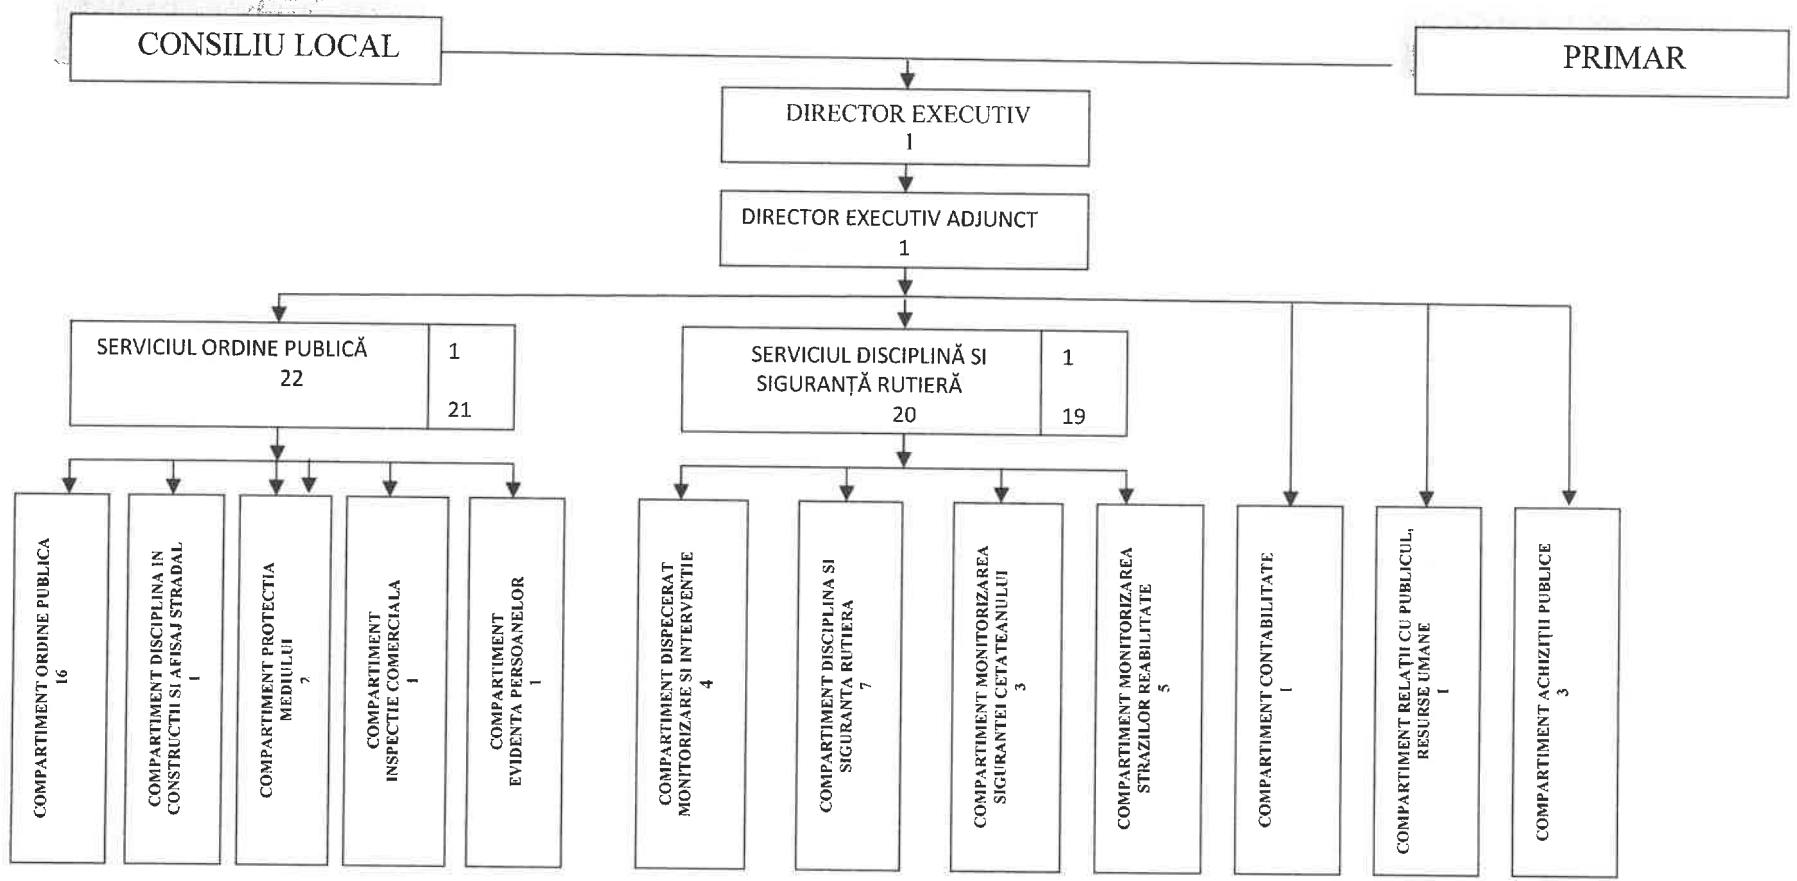 CONSILIU LOCAL
PRIMAR
DIRECTOR EXECUTIV
1
DIRECTOR EXECUTIV ADJUNCT
1
SERVICIUL ORDINE PUBLICĂ
22
1
21
SERVICIUL DISCIPLINĂ SI
SIGURANȚĂ RUTIERĂ
20
1
19
COMPARTIMENT ORDINE PUBLICA
16
COMPARTIMENT DISCIPLINA IN
CONSTRUCTII SI AFISAJ STRADAL
1
COMPARTIMENT PROTECTIA
MEDIULUI
2
COMPARTIMENT
INSPECTIE COMERCIALA
1
COMPARTIMENT
EVIDENTA PERSOANELOR
1
COMPARTIMENT DISPECERAT
MONITORIZARE SI INTERVENTIE
4
COMPARTIMENT DISCIPLINA SI
SIGURANTA RUTIERA
7
COMPARTIMENT MONITORIZAREA
SIGURANTEI CETATEANULUI
3
COMPARTIMENT MONITORIZAREA
STRAZILOR REABILITATE
5
COMPARTIMENT CONTABILITATE
1
COMPARTIMENT RELAȚII CU PUBLICUL,
RESURSE UMANE
1
COMPARTIMENT ACHIZIȚII PUBLICE
3